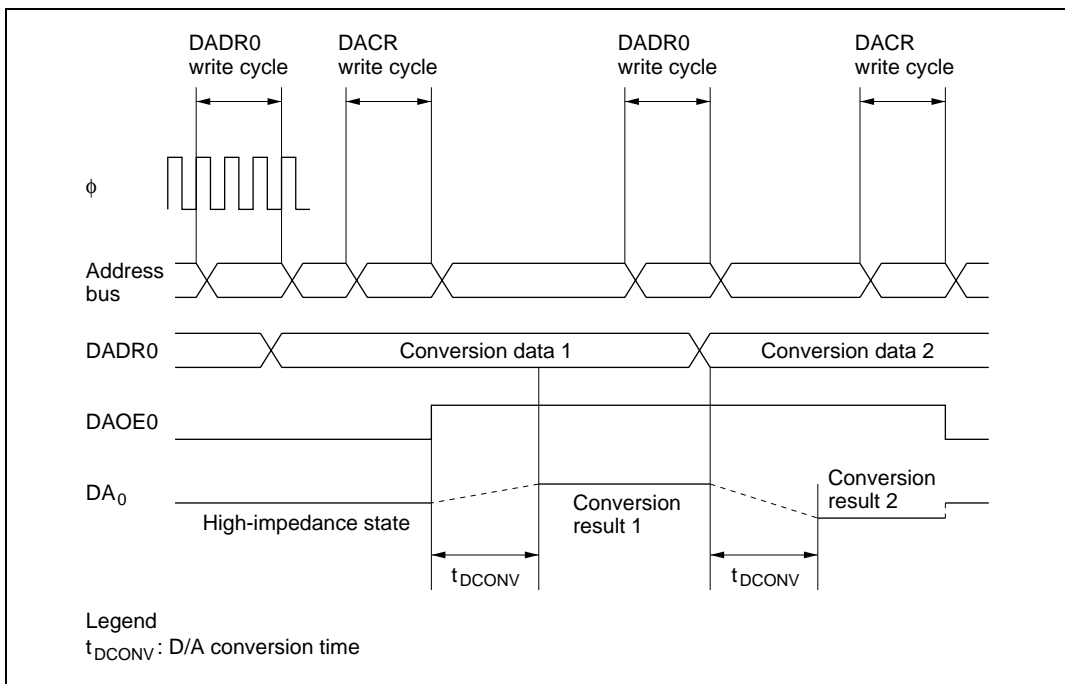 DADR0
write cycle
DACR
write cycle
DADR0
write cycle
DACR
write cycle
φ
Address
bus
DADR0
Conversion data 1
Conversion data 2
DAOE0
DA0
High-impedance state
Conversion
result 1
Conversion
result 2
tDCONV
tDCONV
Legend
tDCONV : D/A conversion time